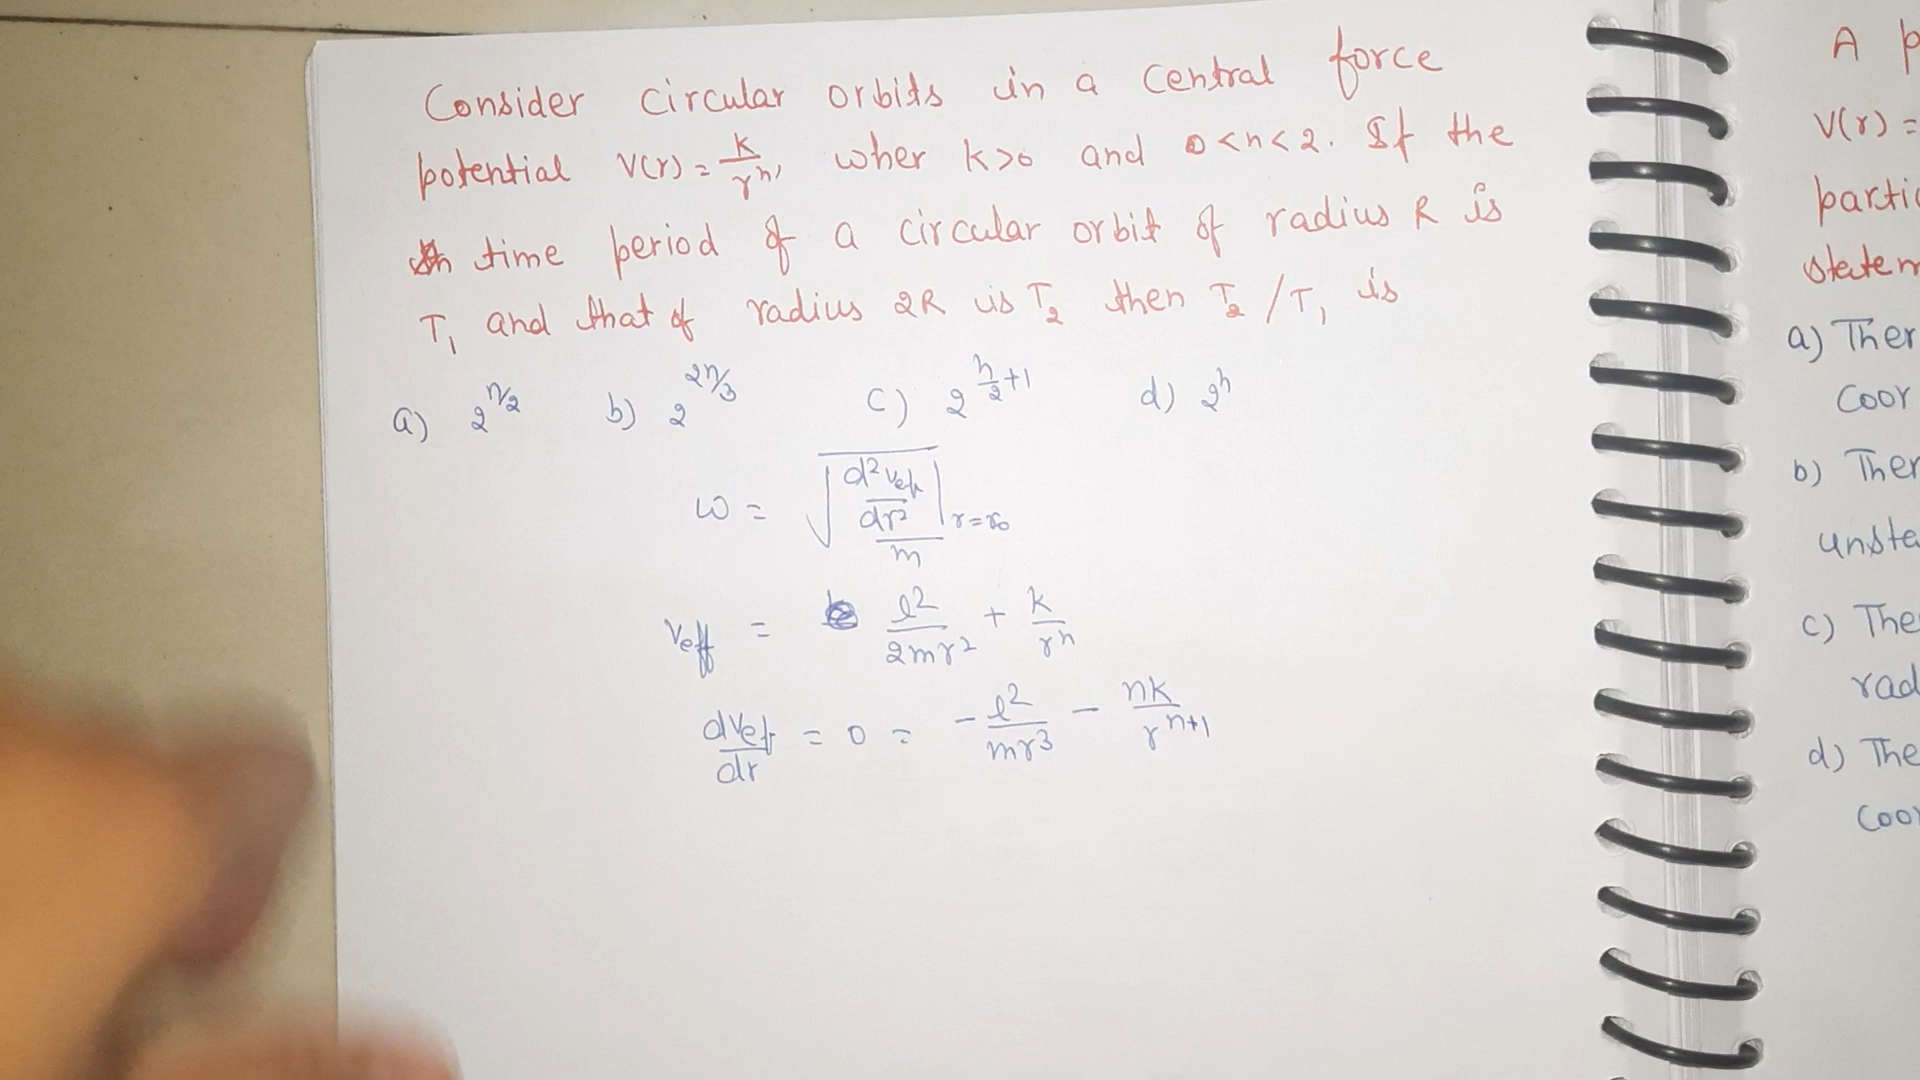 Consider circular orbits in a central force
potential V(r) = k/r^n, wher k>0 and 0<n<2. If the
time period of a circular orbit of radius R is
T₁ and that of radius 2R is T₂ then T₂/T₁ is
a) 2^(n/2) b) 2^(2n/3) c) 2^(n/2+1) d) 2^n
ω = √(d²Veff/dr²|r=r₀ / m)
Veff = l²/2mr² + k/r^n
dVeff/dr = 0 = -l²/mr³ - nk/r^(n+1)
A p
V(r) =
partic
statem
a) Ther
Coor
b) Ther
unsta
c) The
rad
d) The
Coor